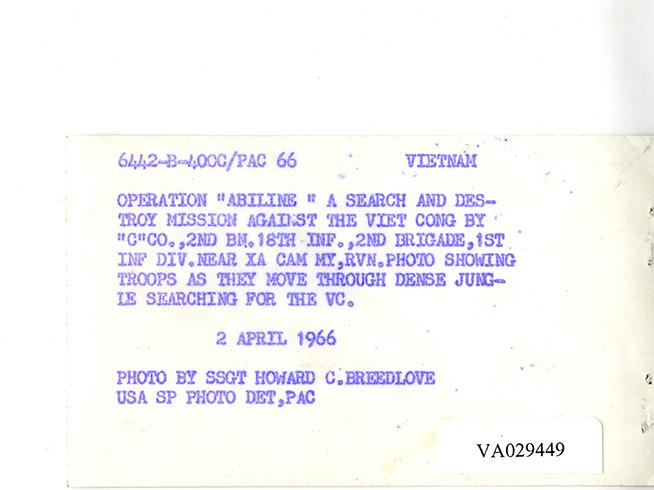 6442-B-400C/PAC 66 VIETNAM
OPERATION "ABILINE " A SEARCH AND DES-
TROY MISSION AGAINST THE VIET CONG BY
"C"CO.,2ND BN.18TH INF.,2ND BRIGADE,1ST
INF DIV.NEAR XA CAM MY,RVN.PHOTO SHOWING
TROOPS AS THEY MOVE THROUGH DENSE JUNG-
LE SEARCHING FOR THE VC.
2 APRIL 1966
PHOTO BY SSGT HOWARD C.BREEDLOVE
USA SP PHOTO DET,PAC
VA029449